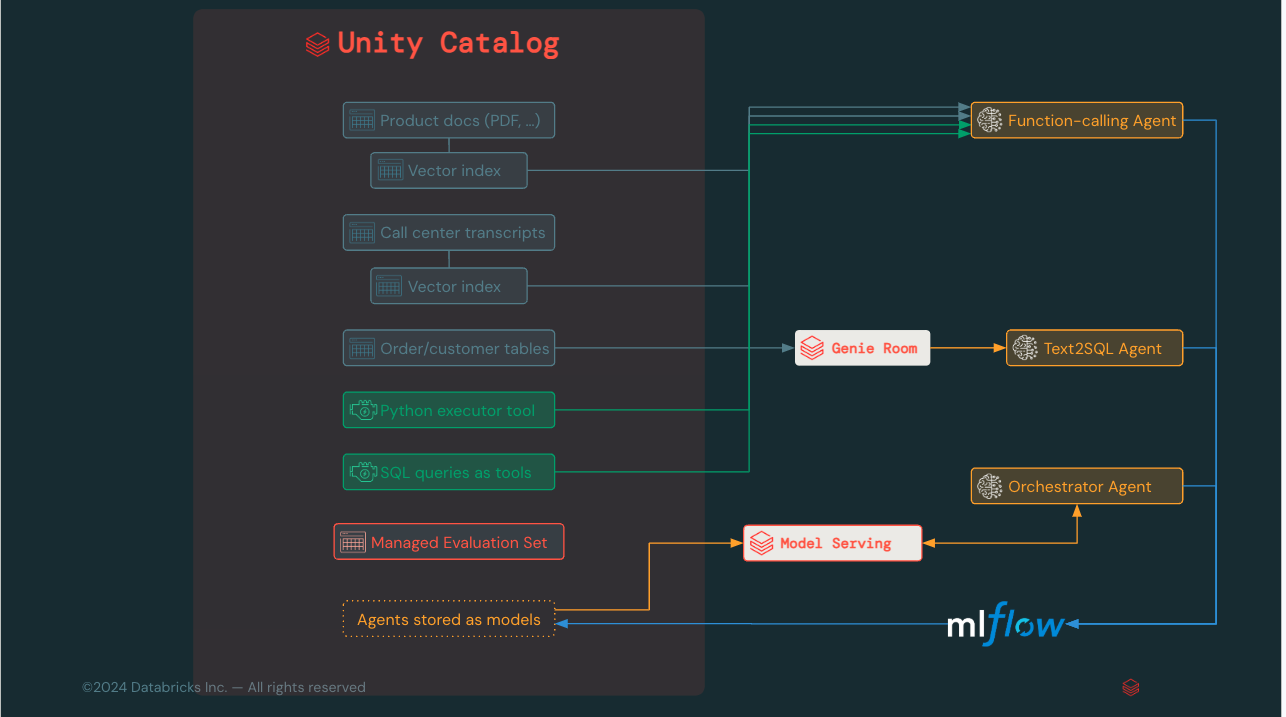 Unity Catalog
Product docs (PDF, ...)
Function-calling Agent
Vector index
Call center transcripts
Vector index
Order/customer tables
Genie Room
Text2SQL Agent
Python executor tool
SQL queries as tools
Orchestrator Agent
Managed Evaluation Set
Model Serving
Agents stored as models
mlflow
©2024 Databricks Inc. — All rights reserved